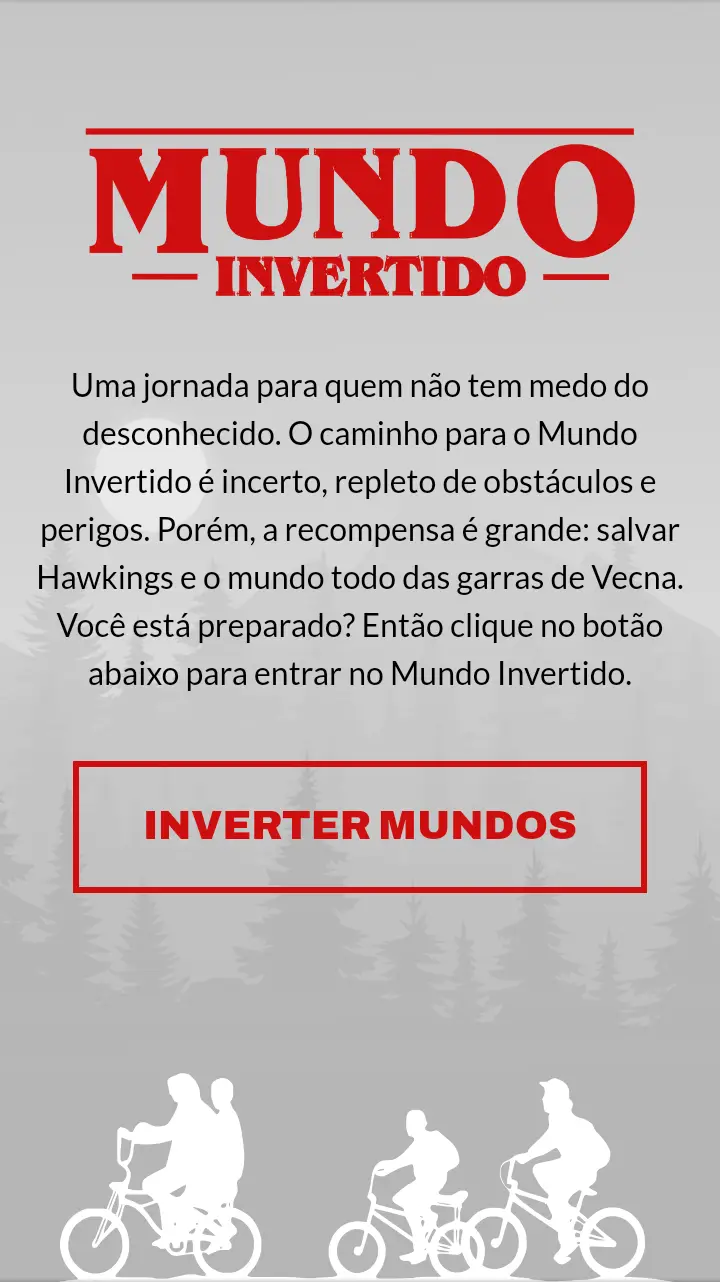 MUNDO
INVERTIDO
Uma jornada para quem não tem medo do
desconhecido. O caminho para o Mundo
Invertido é incerto, repleto de obstáculos e
perigos. Porém, a recompensa é grande: salvar
Hawkings e o mundo todo das garras de Vecna.
Você está preparado? Então clique no botão
abaixo para entrar no Mundo Invertido.
INVERTER MUNDOS